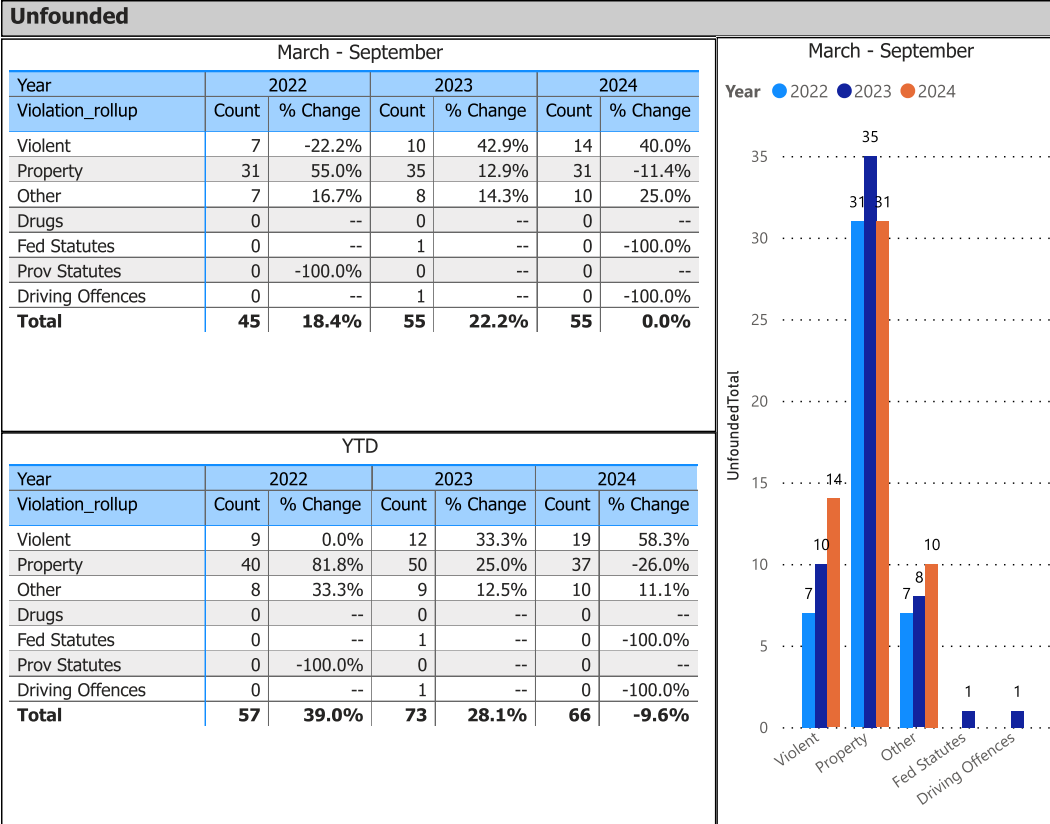 Unfounded
March - September
Year 2022 2023 2024
Violation_rollup Count % Change Count % Change Count % Change
Violent 7 -22.2% 10 42.9% 14 40.0%
Property 31 55.0% 35 12.9% 31 -11.4%
Other 7 16.7% 8 14.3% 10 25.0%
Drugs 0 -- 0 -- 0 --
Fed Statutes 0 -- 1 -- 0 -100.0%
Prov Statutes 0 -100.0% 0 -- 0 --
Driving Offences 0 -- 1 -- 0 -100.0%
Total 45 18.4% 55 22.2% 55 0.0%
YTD
Year 2022 2023 2024
Violation_rollup Count % Change Count % Change Count % Change
Violent 9 0.0% 12 33.3% 19 58.3%
Property 40 81.8% 50 25.0% 37 -26.0%
Other 8 33.3% 9 12.5% 10 11.1%
Drugs 0 -- 0 -- 0 --
Fed Statutes 0 -- 1 -- 0 -100.0%
Prov Statutes 0 -100.0% 0 -- 0 --
Driving Offences 0 -- 1 -- 0 -100.0%
Total 57 39.0% 73 28.1% 66 -9.6%
March - September
Year 2022 2023 2024
UnfoundedTotal
35
30
25
20
15
10
5
0
7 10 14
31 35 31
7 8 10
1
1
Violent
Property
Other
Fed Statutes
Driving Offences